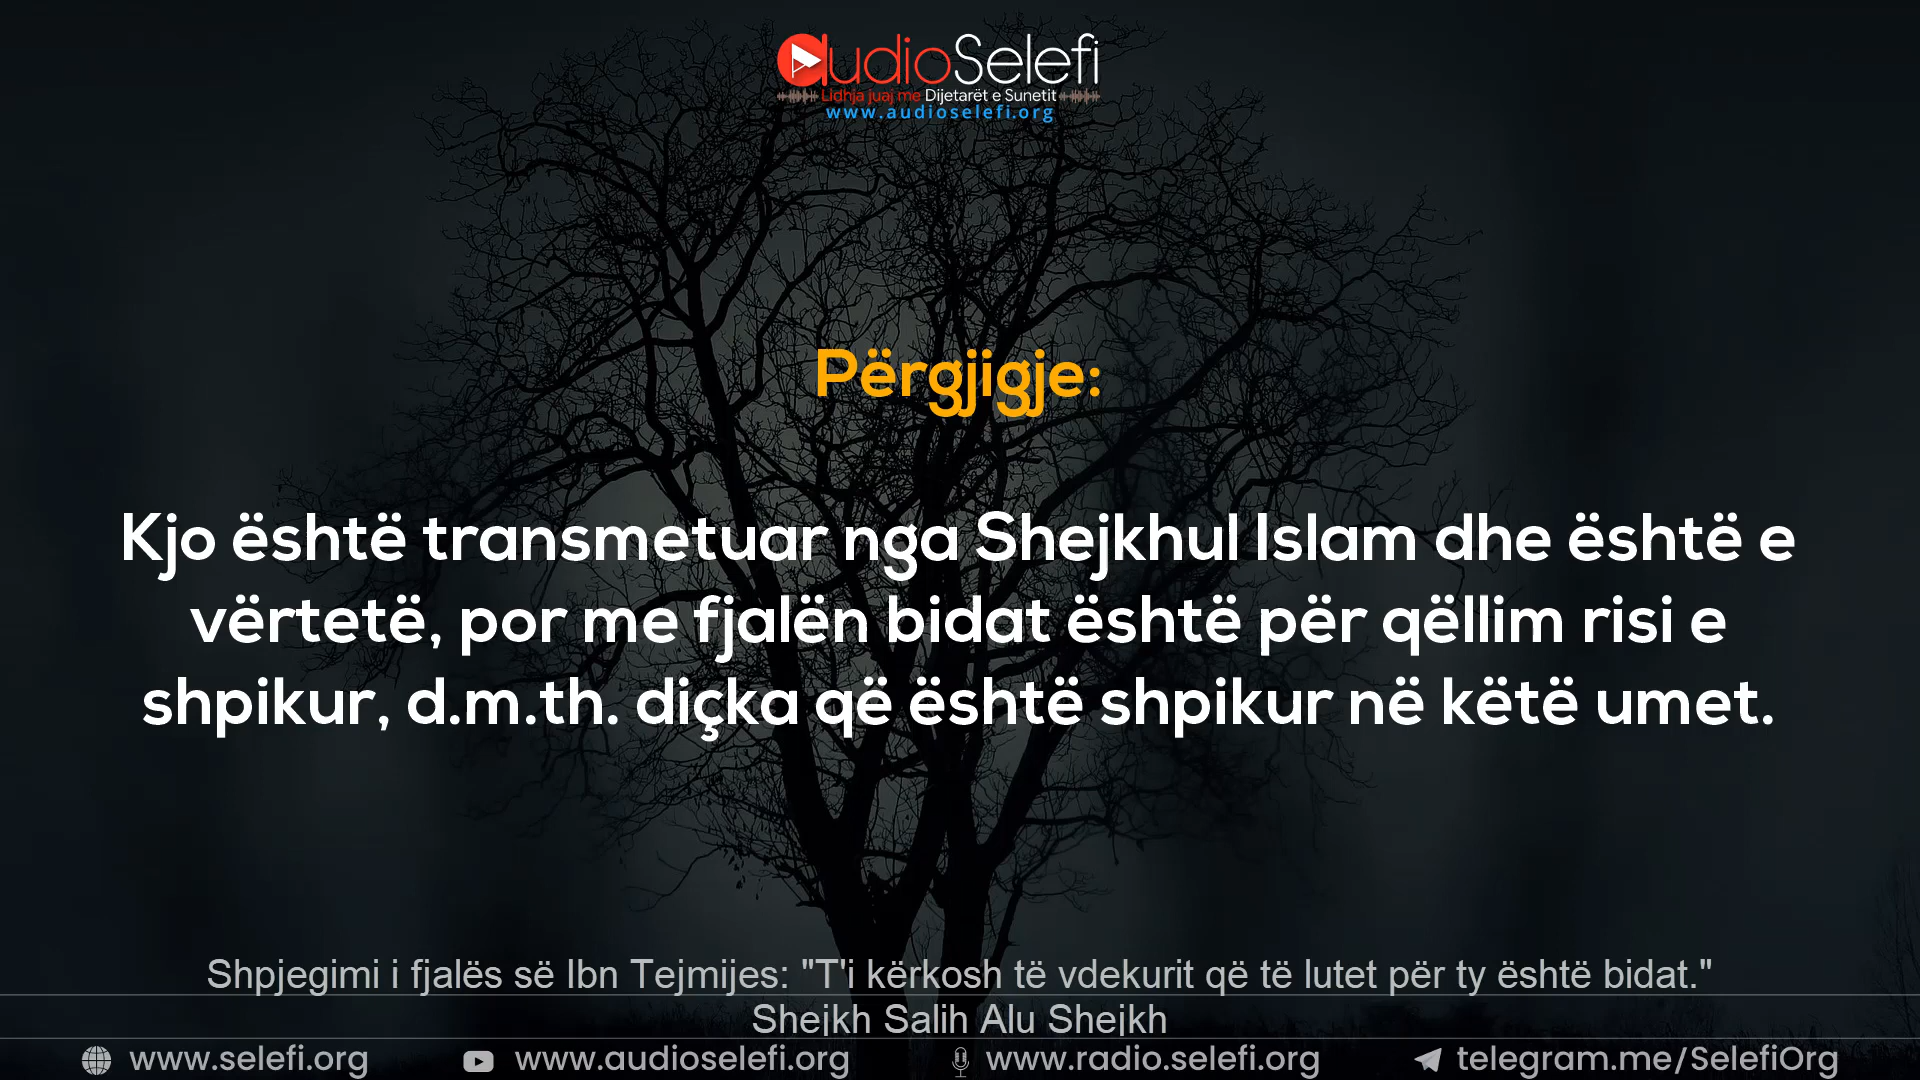 audioSelefi
Lidhja juaj me Dijetarët e Sunetit
www.audioselefi.org
Përgjigje:
Kjo është transmetuar nga Shejkhul Islam dhe është e
vërtetë, por me fjalën bidat është për qëllim risi e
shpikur, d.m.th. diçka që është shpikur në këtë umet.
Shpjegimi i fjalës së Ibn Tejmijes: "T'i kërkosh të vdekurit që të lutet për ty është bidat."
Shejkh Salih Alu Shejkh
www.selefi.org www.audioselefi.org www.radio.selefi.org telegram.me/SelefiOrg